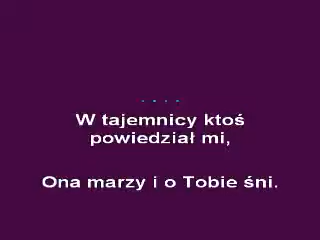 W tajemnicy ktoś
powiedział mi,
Ona marzy i o Tobie śni.